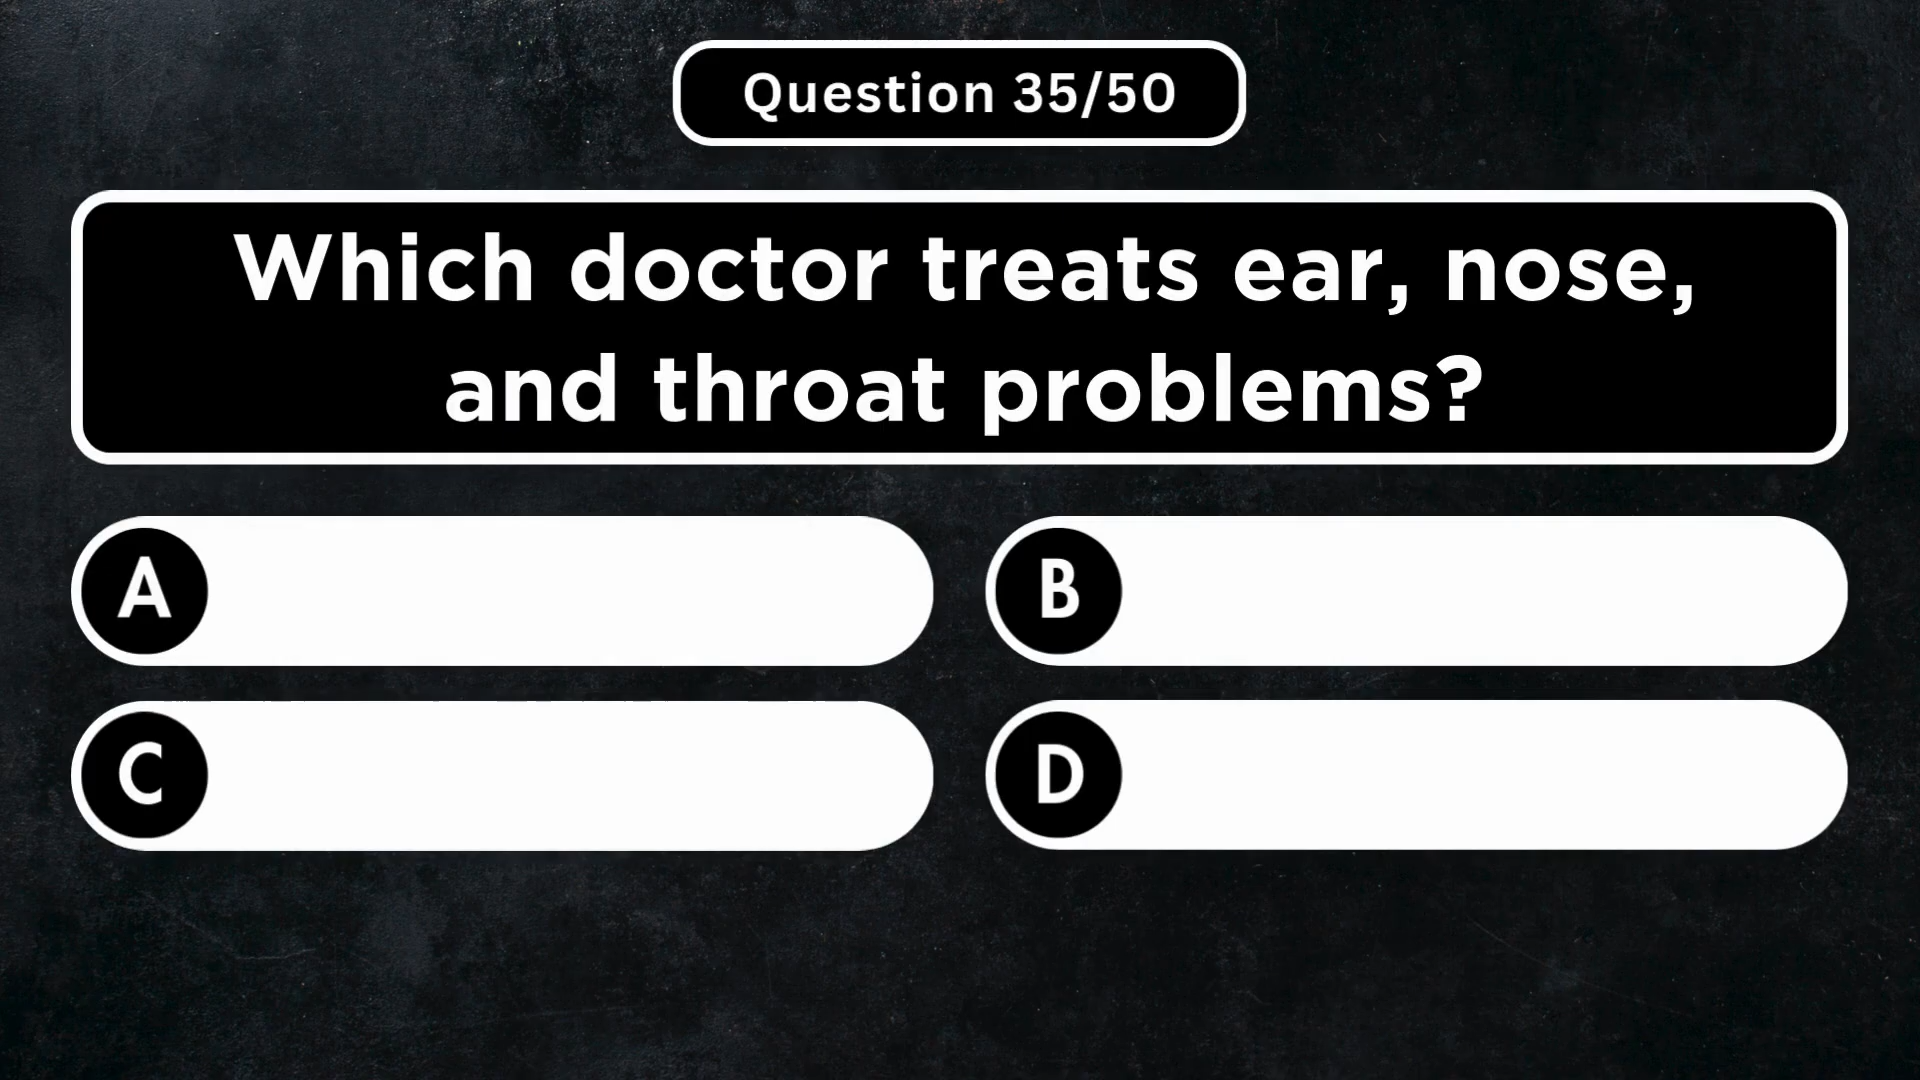 Question 35/50
Which doctor treats ear, nose,
and throat problems?
A
B
C
D